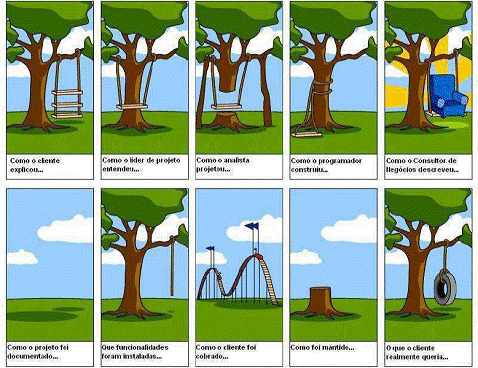 Como o cliente
explicou...
Como o líder de projeto
entendeu...
Como o analista
projetou...
Como o programador
construiu...
Como o Consultor de
Negócios descreveu...
Como o projeto foi
documentado...
Que funcionalidades
foram instaladas...
Como o cliente foi
cobrado...
Como foi mantido...
O que o cliente
realmente queria...